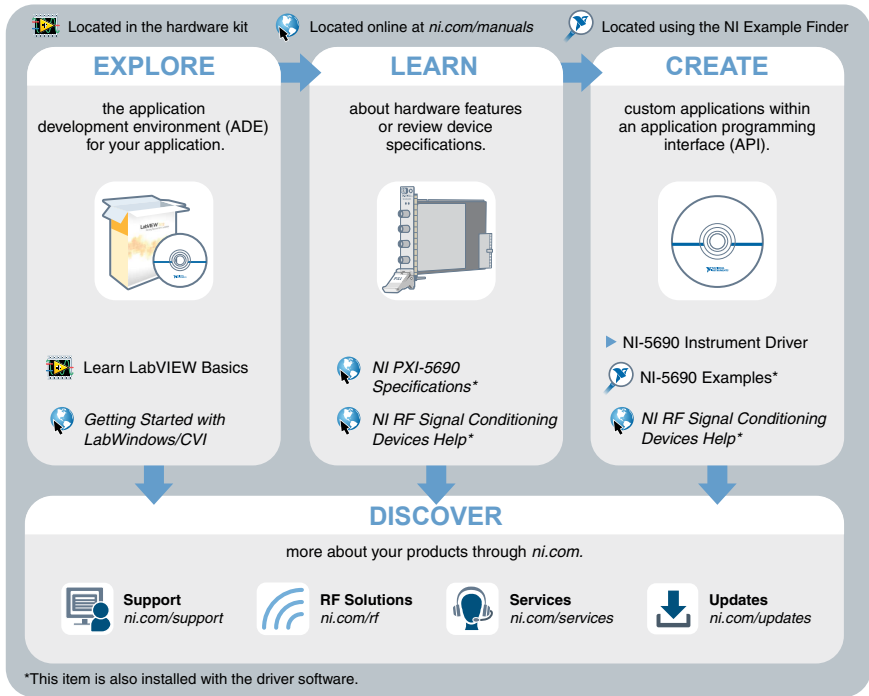 Located in the hardware kit
Located online at ni.com/manuals
Located using the NI Example Finder
EXPLORE
the application
development environment (ADE)
for your application.
LabVIEW
Learn LabVIEW Basics
Getting Started with
LabWindows/CVI
LEARN
about hardware features
or review device
specifications.
NI PXI-5690
Specifications*
NI RF Signal Conditioning
Devices Help*
CREATE
custom applications within
an application programming
interface (API).
NI-5690 Instrument Driver
NI-5690 Examples*
NI RF Signal Conditioning
Devices Help*
DISCOVER
more about your products through ni.com.
Support
ni.com/support
RF Solutions
ni.com/rf
Services
ni.com/services
Updates
ni.com/updates
*This item is also installed with the driver software.